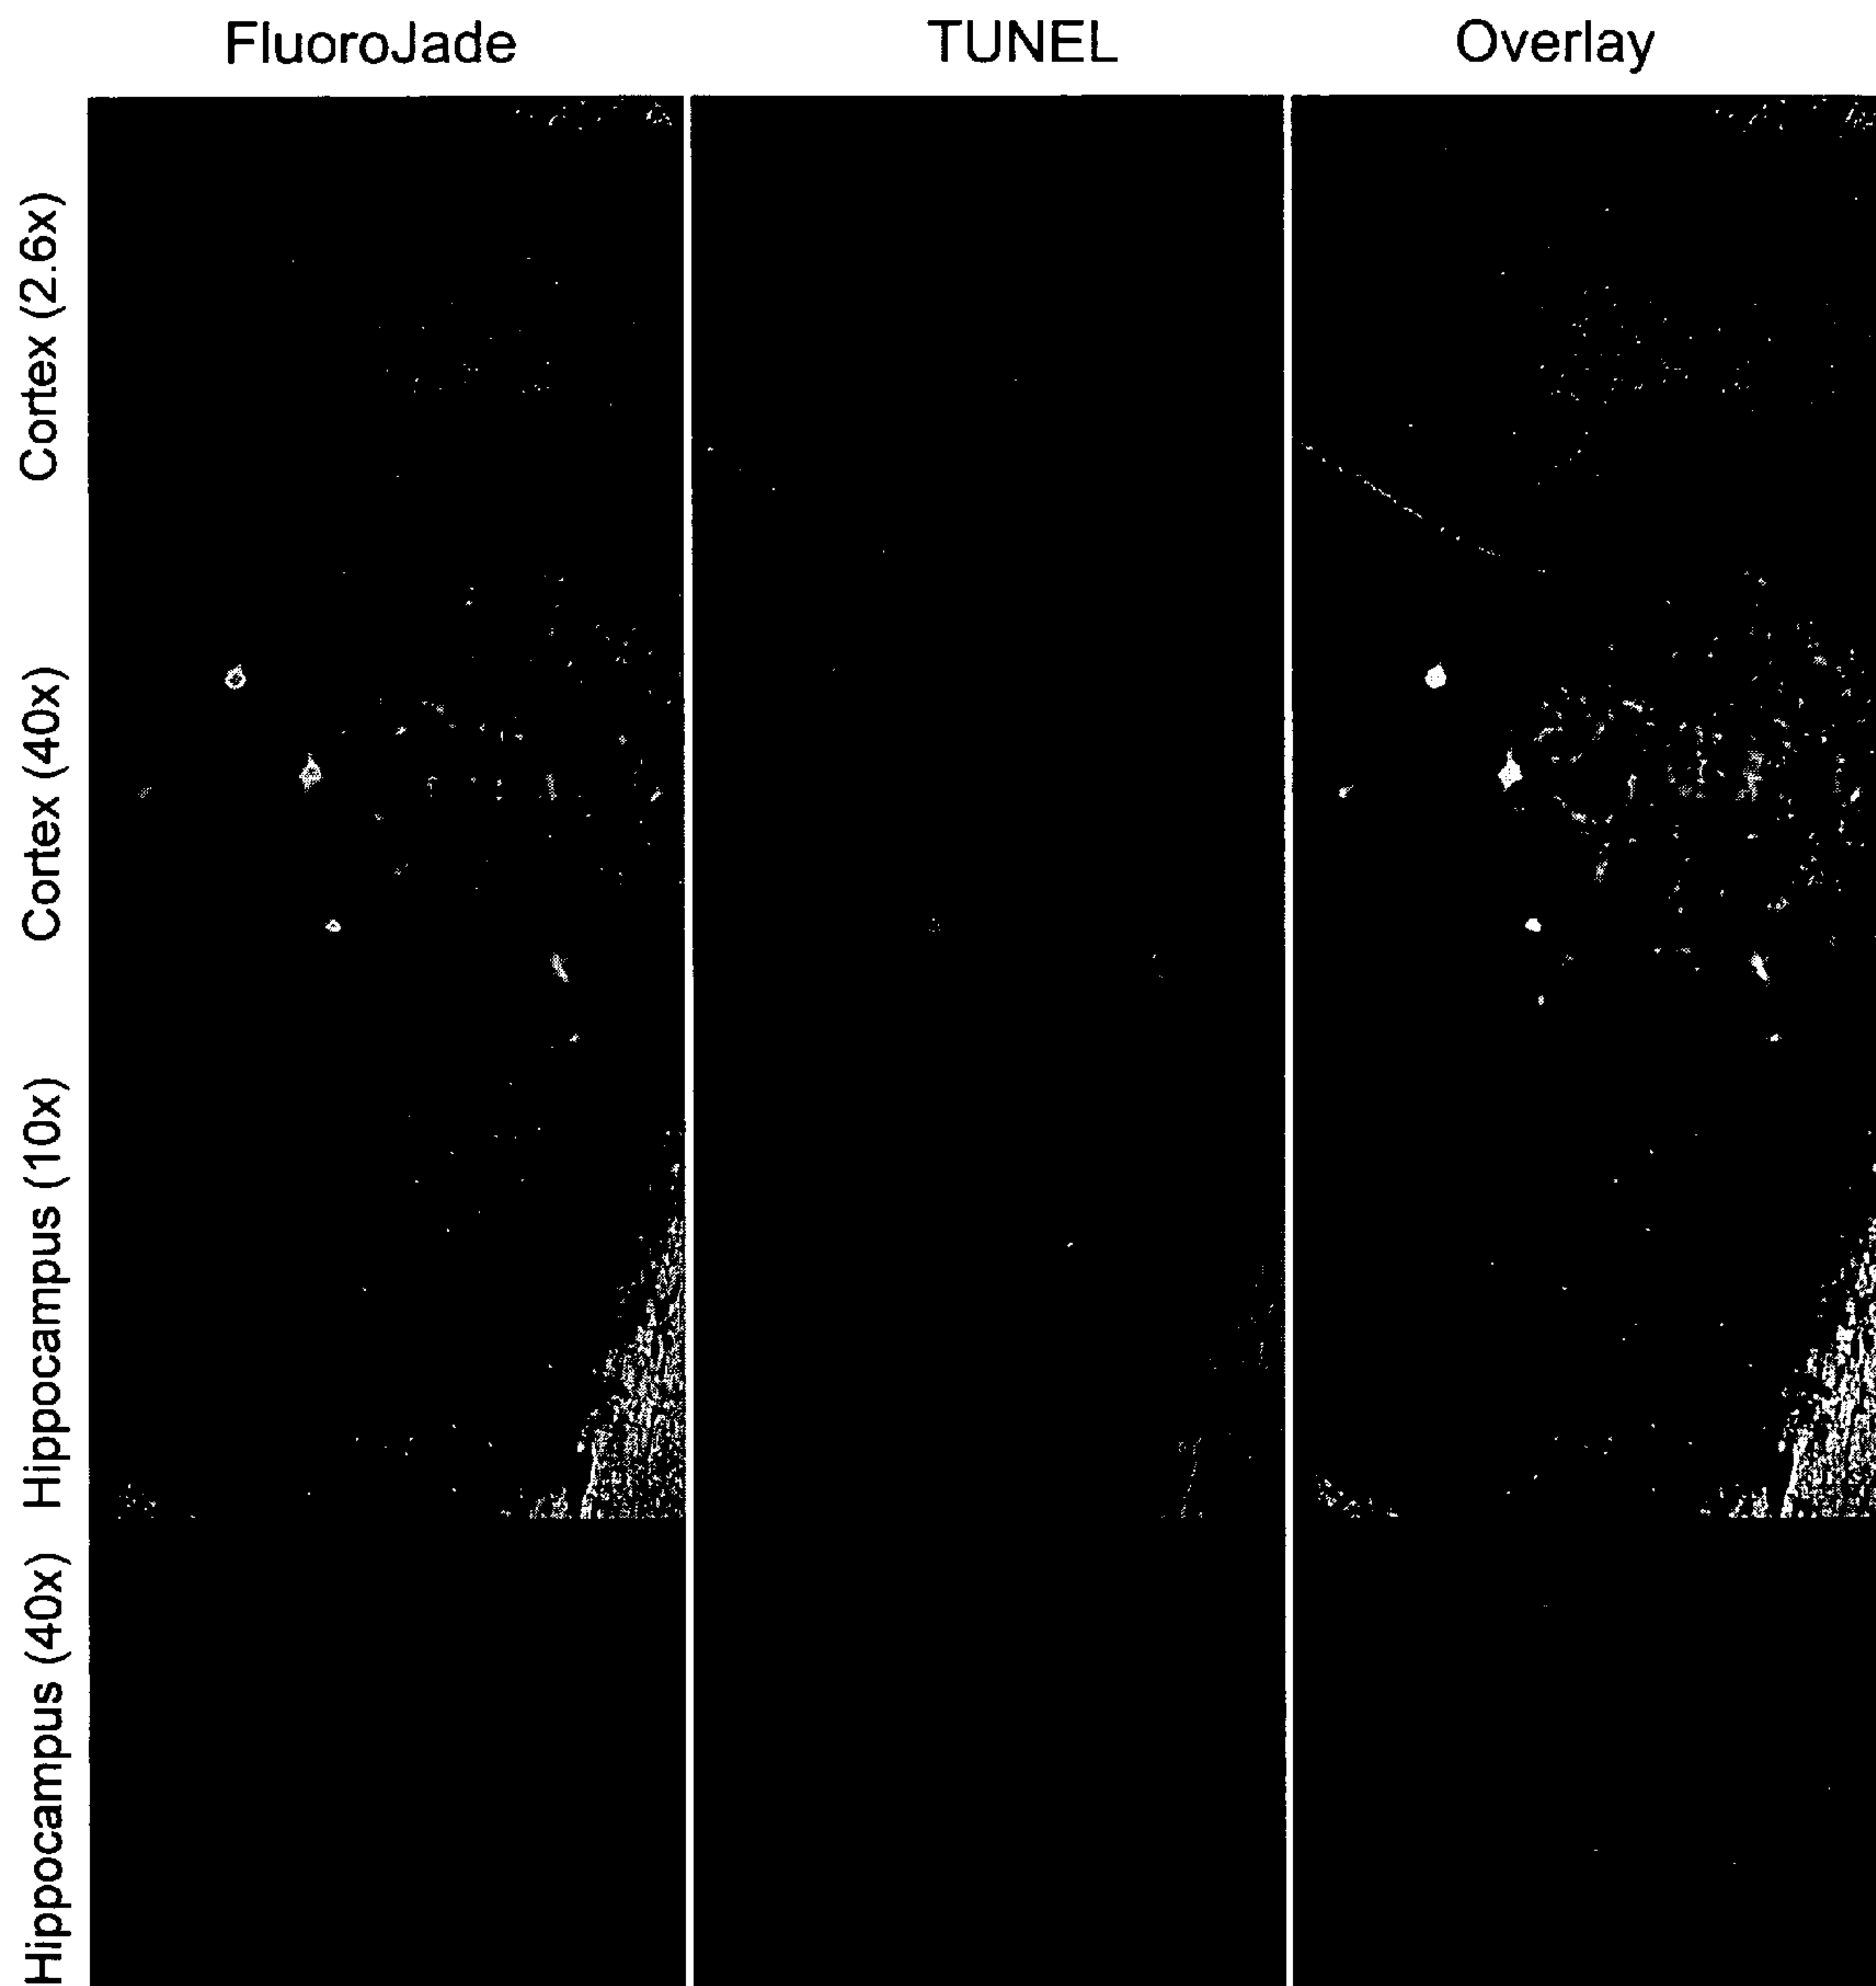 FluoroJade TUNEL Overlay
Cortex (2.6x)
Cortex (40x)
Hippocampus (10x)
Hippocampus (40x)